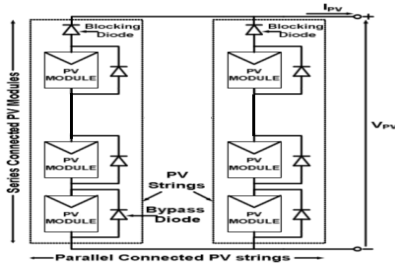 IPV
+
Blocking
Diode
Blocking
Diode
PV
MODULE
PV
MODULE
Series Connected PV Modules
VPV
PV
MODULE
PV
MODULE
PV
Strings
Bypass
Diode
PV
MODULE
PV
MODULE
Parallel Connected PV strings